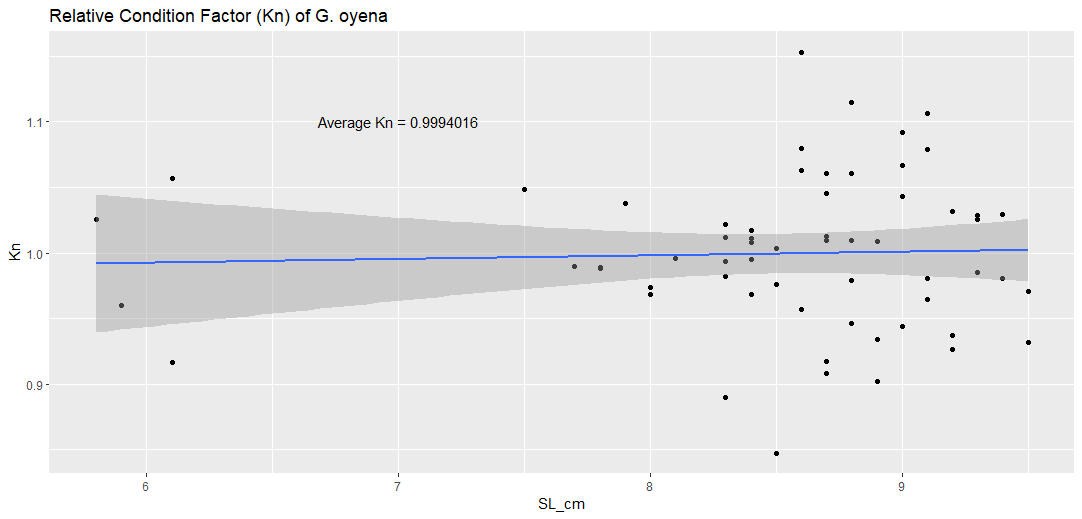 Relative Condition Factor (Kn) of G. oyena
1.1
Average Kn = 0.9994016
1.0
Kn
0.9
6 7 8 9
SL_cm